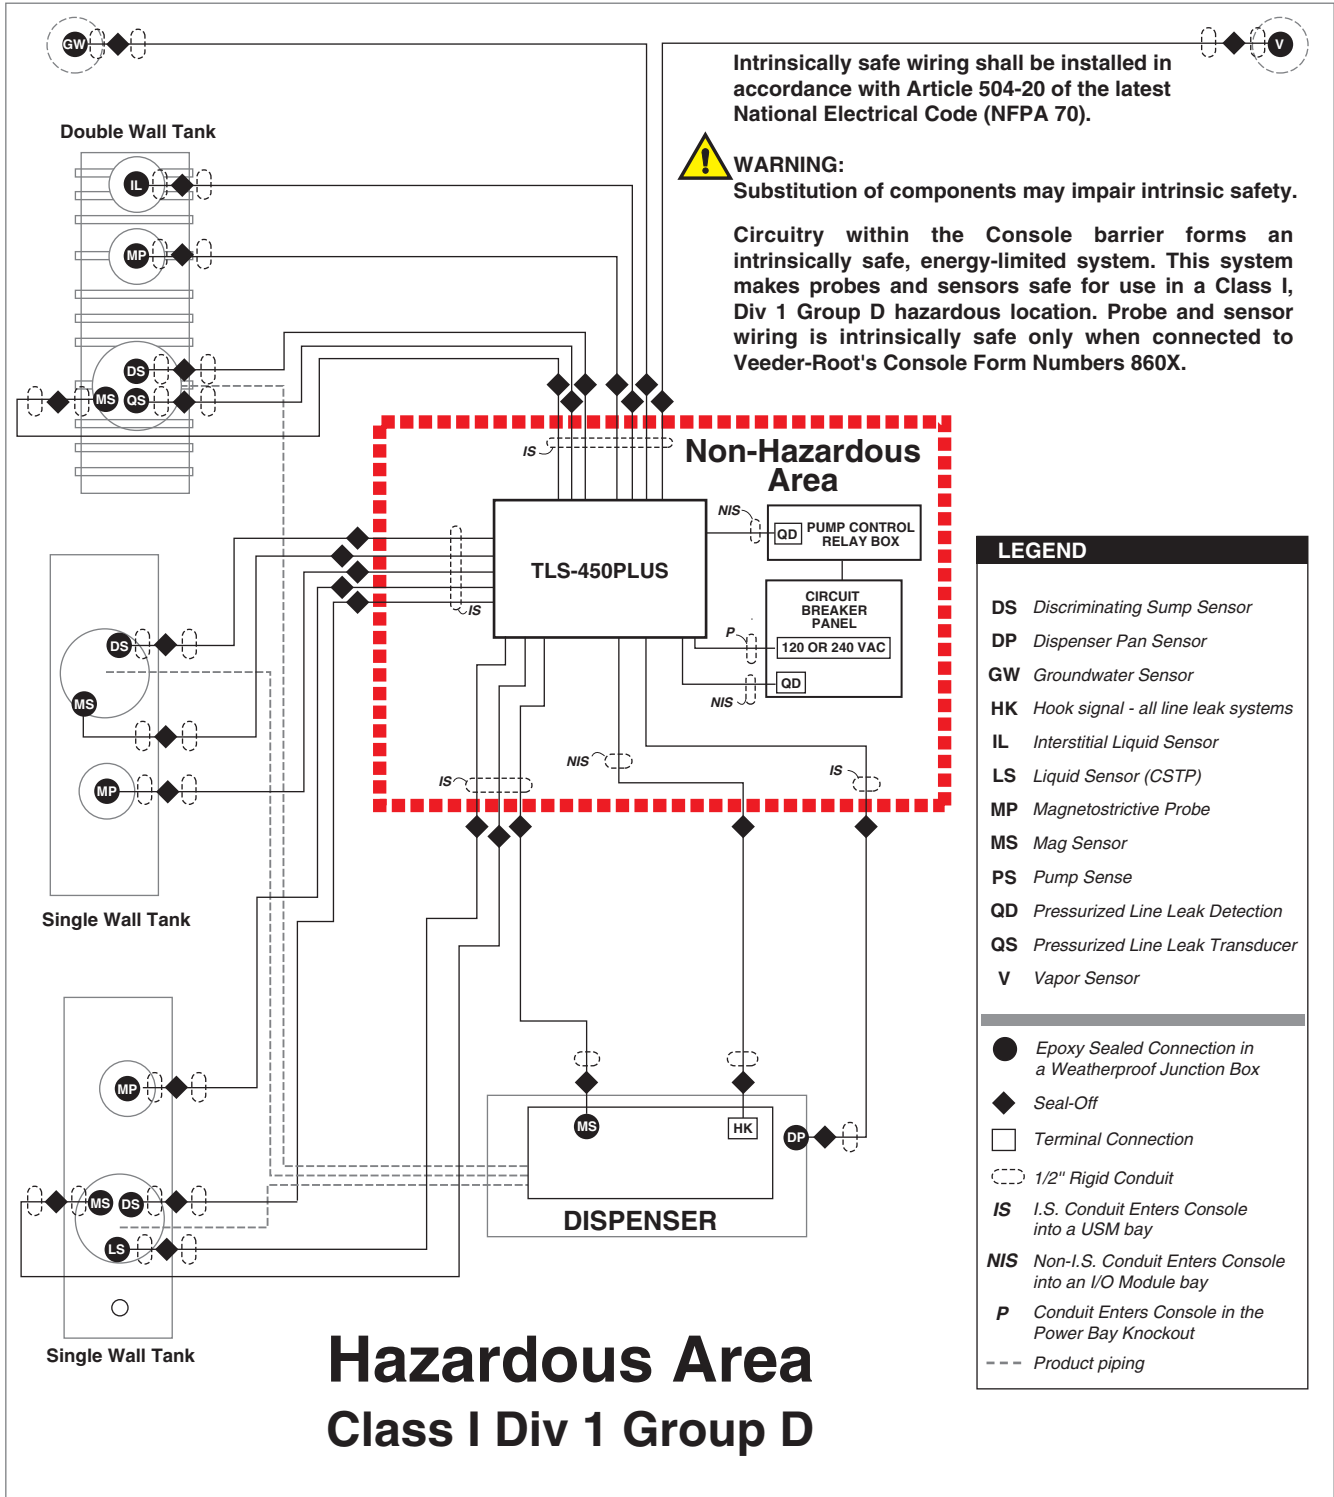 GW
V
Intrinsically safe wiring shall be installed in
accordance with Article 504-20 of the latest
National Electrical Code (NFPA 70).
WARNING:
Substitution of components may impair intrinsic safety.
Circuitry within the Console barrier forms an
intrinsically safe, energy-limited system. This system
makes probes and sensors safe for use in a Class I,
Div 1 Group D hazardous location. Probe and sensor
wiring is intrinsically safe only when connected to
Veeder-Root's Console Form Numbers 860X.
Double Wall Tank
IL
MP
DS
MS
QS
IS
Non-Hazardous
Area
NIS
QD
PUMP CONTROL
RELAY BOX
TLS-450PLUS
IS
CIRCUIT
BREAKER
PANEL
P
120 OR 240 VAC
QD
NIS
DS
MS
MP
IS
NIS
IS
Single Wall Tank
MP
MS
DS
LS
Single Wall Tank
MS
HK
DP
DISPENSER
Hazardous Area
Class I Div 1 Group D
LEGEND
DS Discriminating Sump Sensor
DP Dispenser Pan Sensor
GW Groundwater Sensor
HK Hook signal - all line leak systems
IL Interstitial Liquid Sensor
LS Liquid Sensor (CSTP)
MP Magnetostrictive Probe
MS Mag Sensor
PS Pump Sense
QD Pressurized Line Leak Detection
QS Pressurized Line Leak Transducer
V Vapor Sensor
Epoxy Sealed Connection in
a Weatherproof Junction Box
Seal-Off
Terminal Connection
1/2" Rigid Conduit
IS I.S. Conduit Enters Console
into a USM bay
NIS Non-I.S. Conduit Enters Console
into an I/O Module bay
P Conduit Enters Console in the
Power Bay Knockout
Product piping